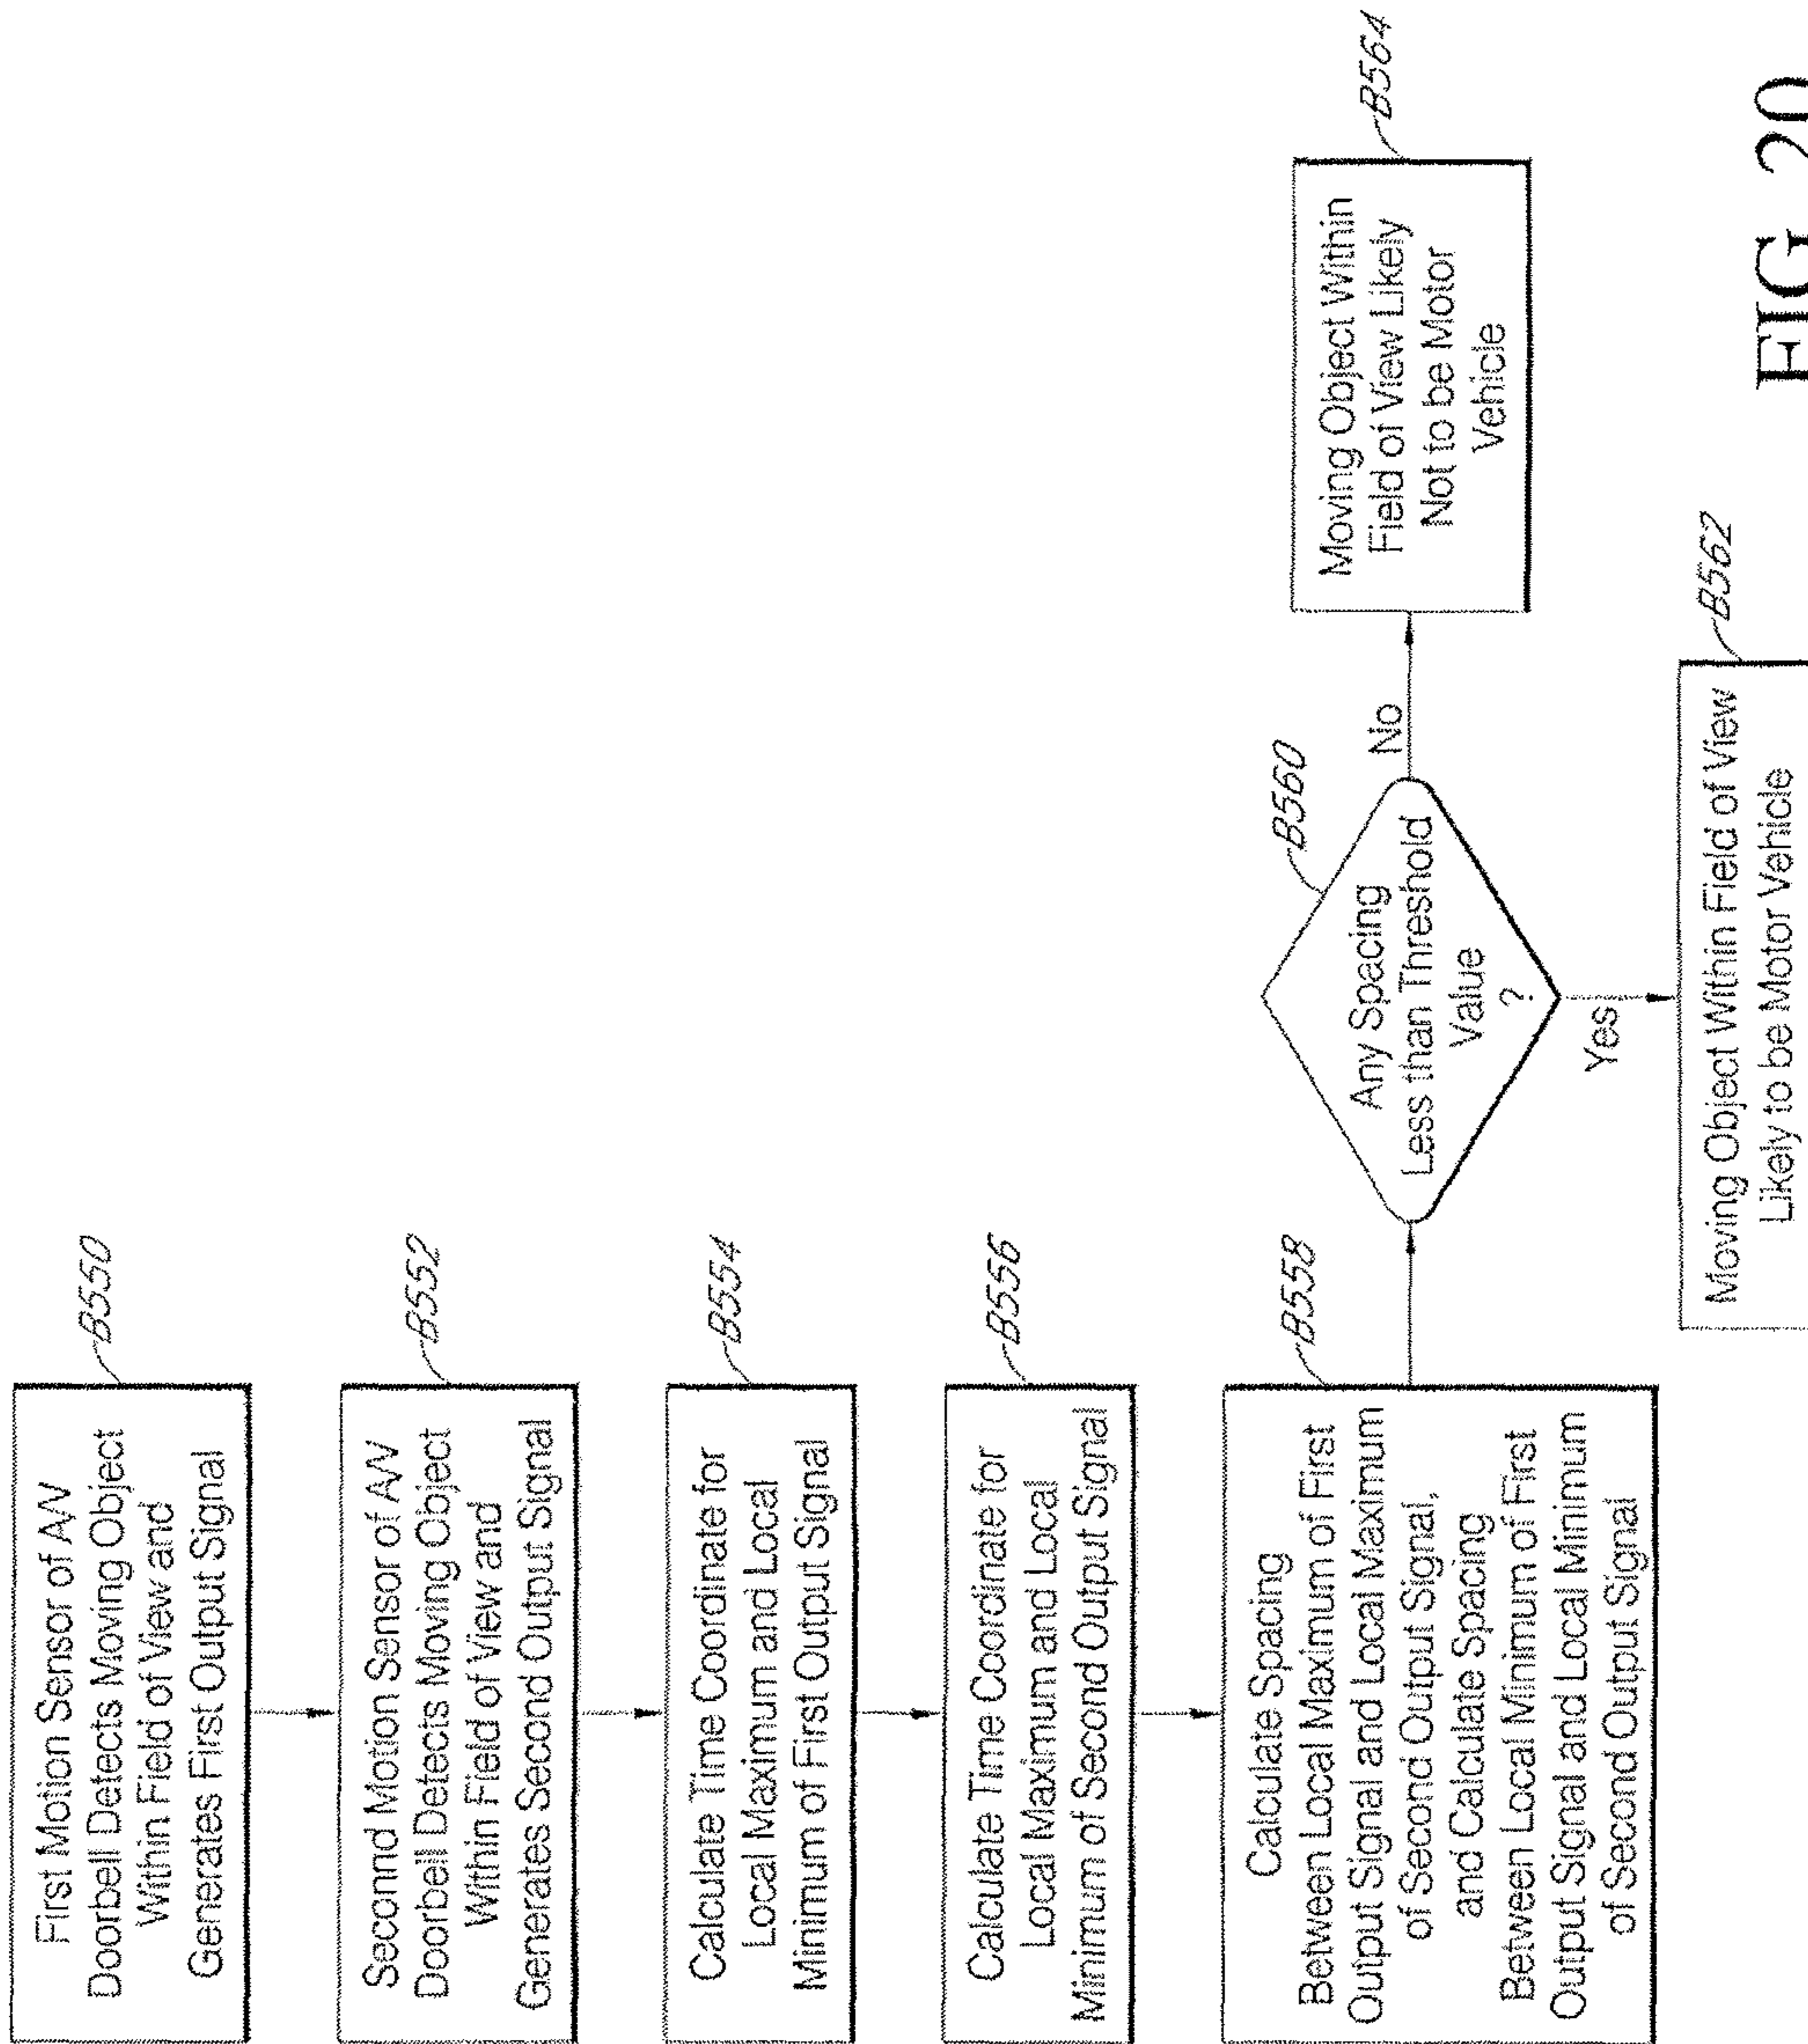 First Motion Sensor of A/V
Doorbell Detects Moving Object
Within Field of View and
Generates First Output Signal
B550
Seconnd Motion Sensor of A/V
Doorbell Detects Moving Object
Within Field of View and
Generates Second Output Signal
B552
Calculate Time Coordinate for
Local Maximum and Local
Minimum of First Output Signal
B554
Calculate Time Coordinate for
Local Maximum and Local
Minimum of Second Output Signal
B556
Calculate Spacing
Between Local Maximum of First
Output Signal and Local Maximum
of Second Output Signal,
and Calculate Spacing
Between Local Minimum of First
Output Signal and Local Minimum
of Second Output Signal
B558
Any Spacing
Less than Threshold
Value
?
B560
No
Moving Object Within
Field of View Likely
Not to be Motor
Vehicle
B564
Yes
Moving Object Within Field of View
Likely to be Motor Vehicle
B562
FIG 20